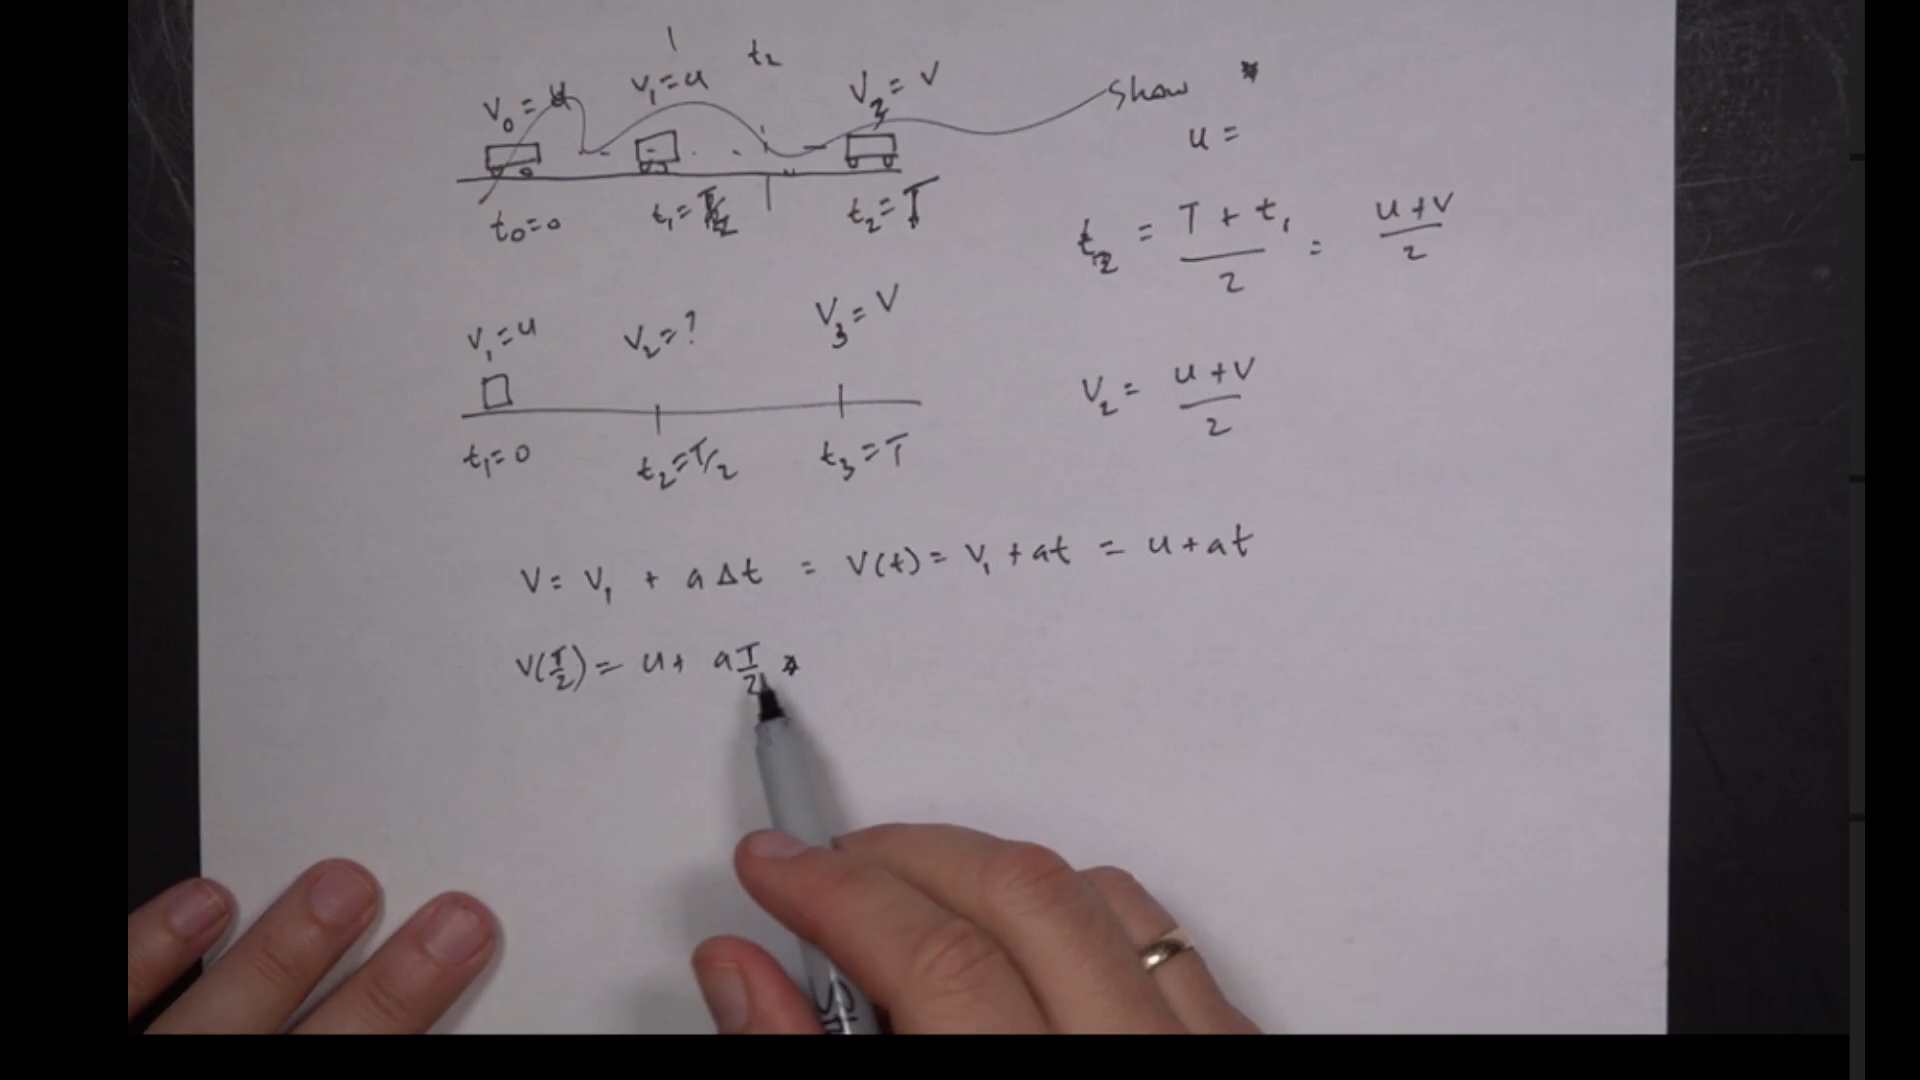 t₂
V₀ = u
V₁ = u
V₃ = V
Show *
u =
t₀ = 0
t₁ = T/2
t₂ = T
t₂ = (T + t₁)/2 = (u + V)/2
V₁ = u
V₂ = ?
V₃ = V
V₂ = (u + V)/2
t₁ = 0
t₂ = T/2
t₃ = T
V = V₁ + a Δt = V(t) = V₁ + at = u + at
V(T/2) = u + a T/2 *